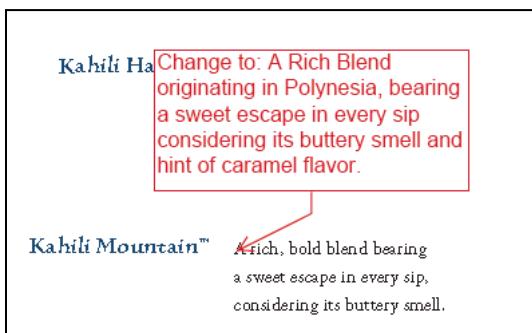 Kahili Ha
Change to: A Rich Blend
originating in Polynesia, bearing
a sweet escape in every sip
considering its buttery smell and
hint of caramel flavor.
Kahili Mountain™ A rich, bold blend bearing
a sweet escape in every sip,
considering its buttery smell.